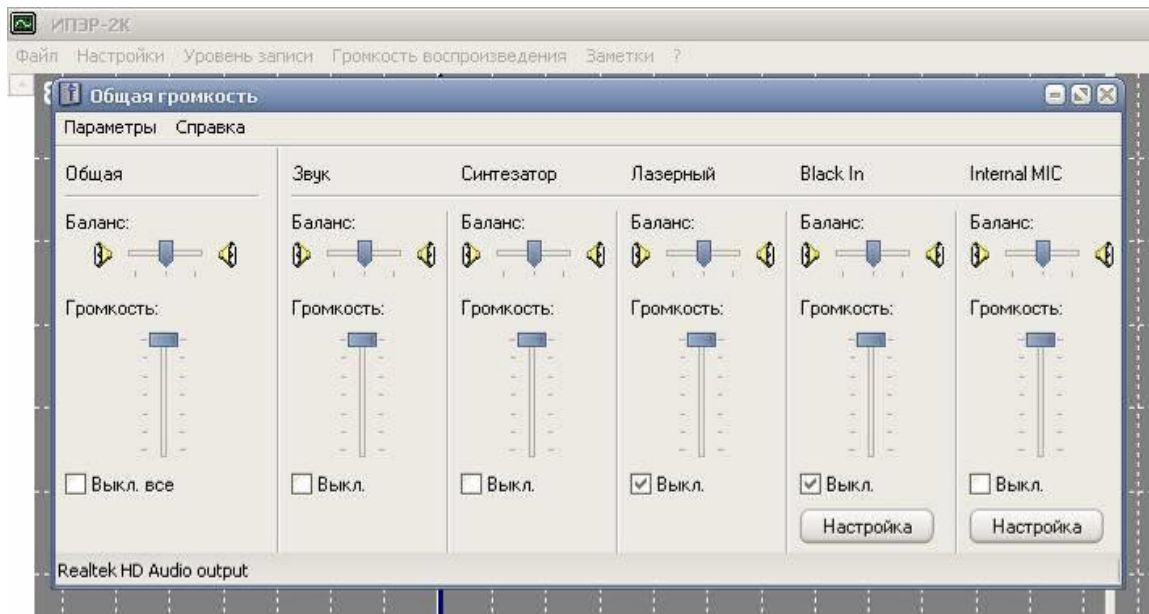 ИПЭР-2К
Файл Настройки Уровень записи Громкость воспроизведения Заметки ?
Общая громкость
Параметры Справка
Общая Звук Синтезатор Лазерный Black In Internal MIC
Баланс: Баланс: Баланс: Баланс: Баланс: Баланс:
Громкость: Громкость: Громкость: Громкость: Громкость: Громкость:
Выкл. все Выкл. Выкл. Выкл. Выкл. Выкл.
Настройка Настройка
Realtek HD Audio output